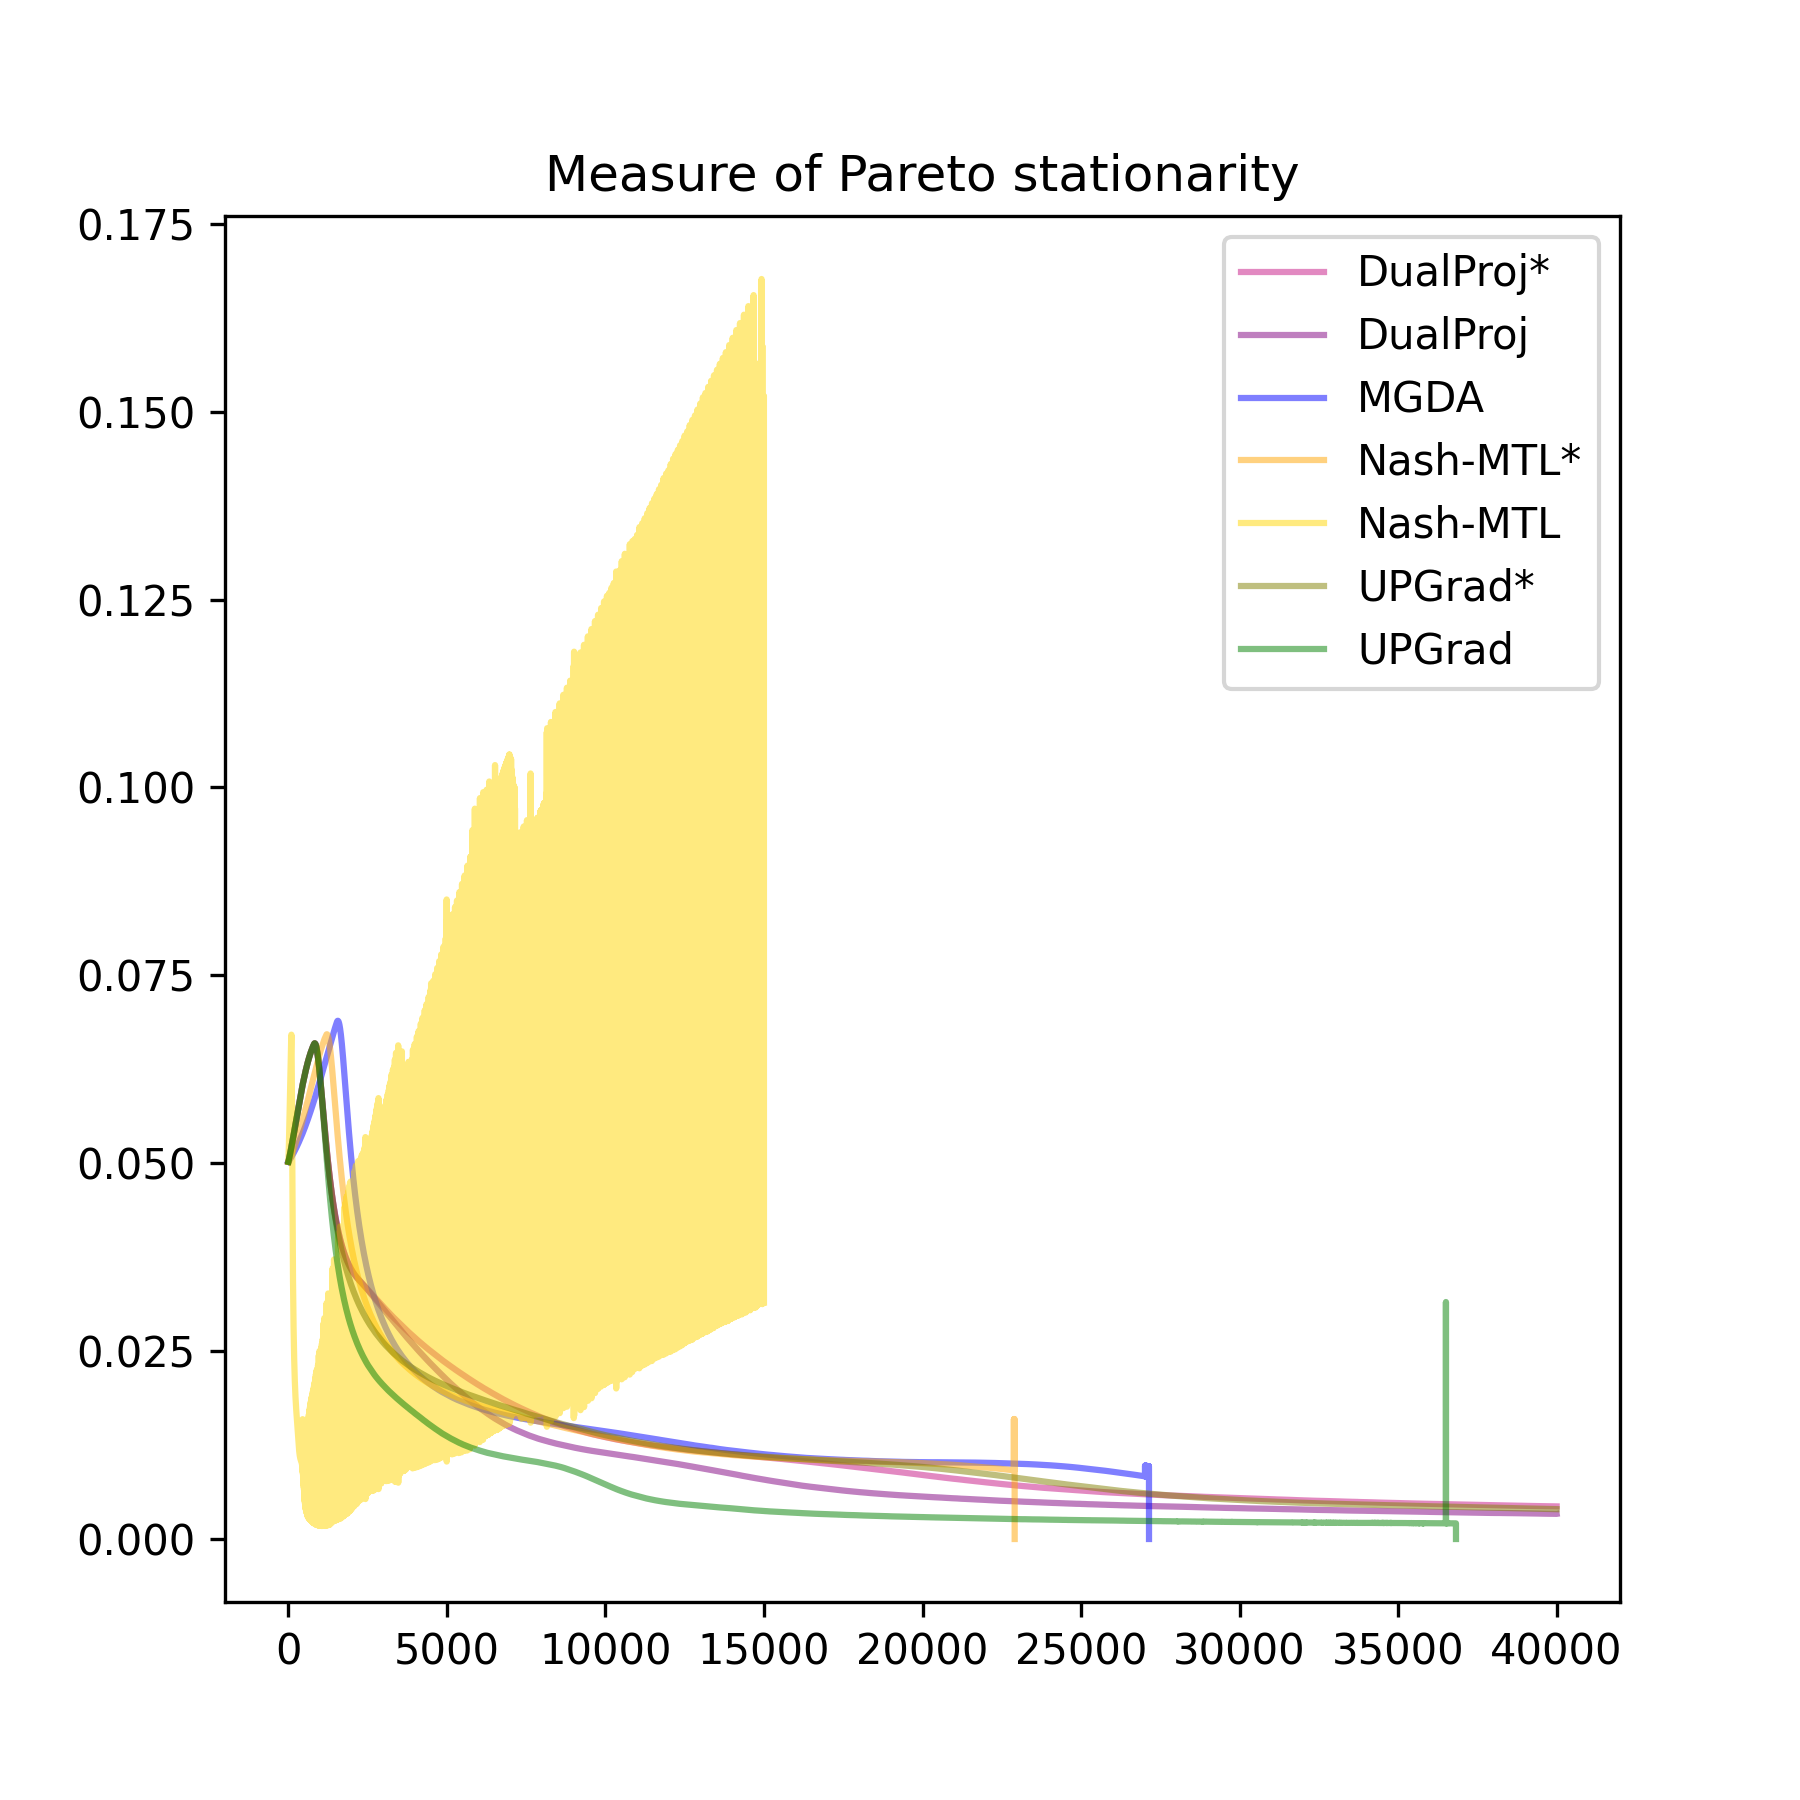 Measure of Pareto stationarity
0.175
0.150
0.125
0.100
0.075
0.050
0.025
0.000
DualProj*
DualProj
MGDA
Nash-MTL*
Nash-MTL
UPGrad*
UPGrad
0 5000 10000 15000 20000 25000 30000 35000 40000